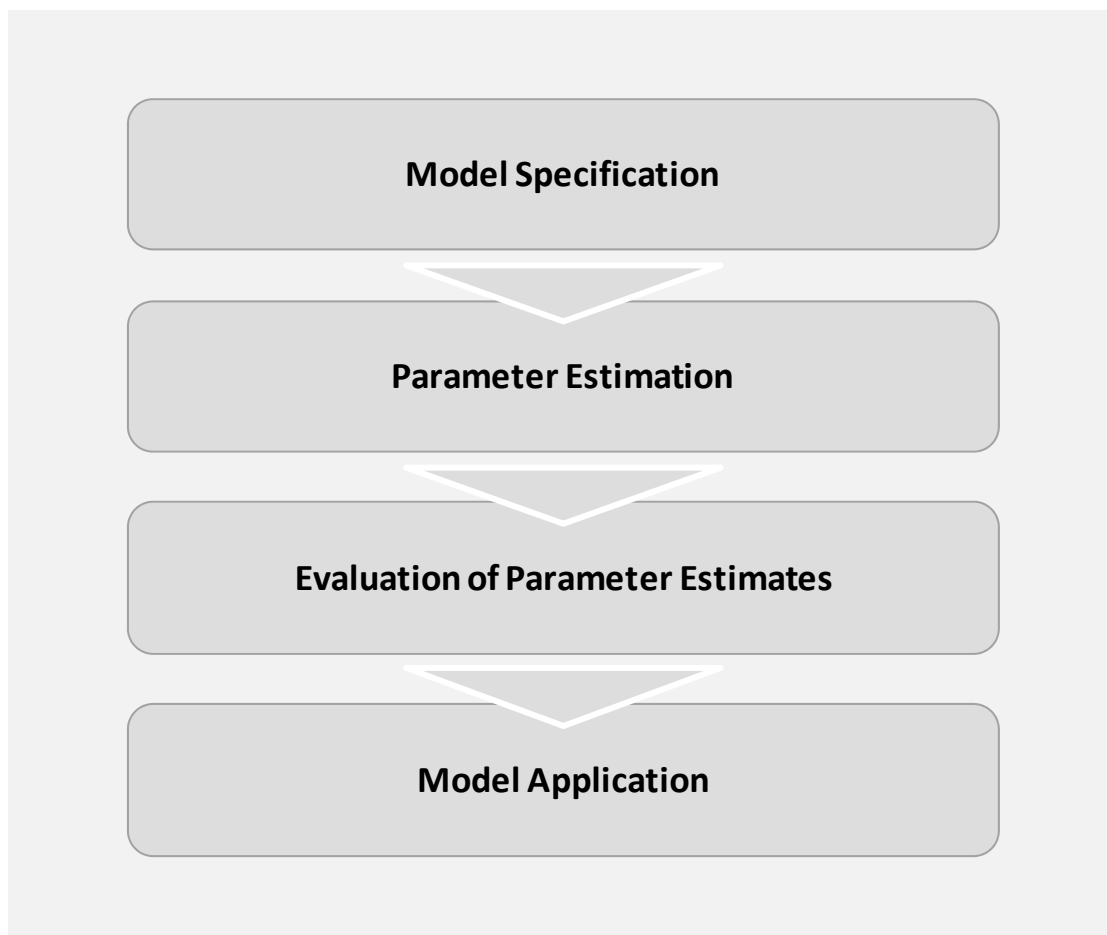 Model Specification
Parameter Estimation
Evaluation of Parameter Estimates
Model Application